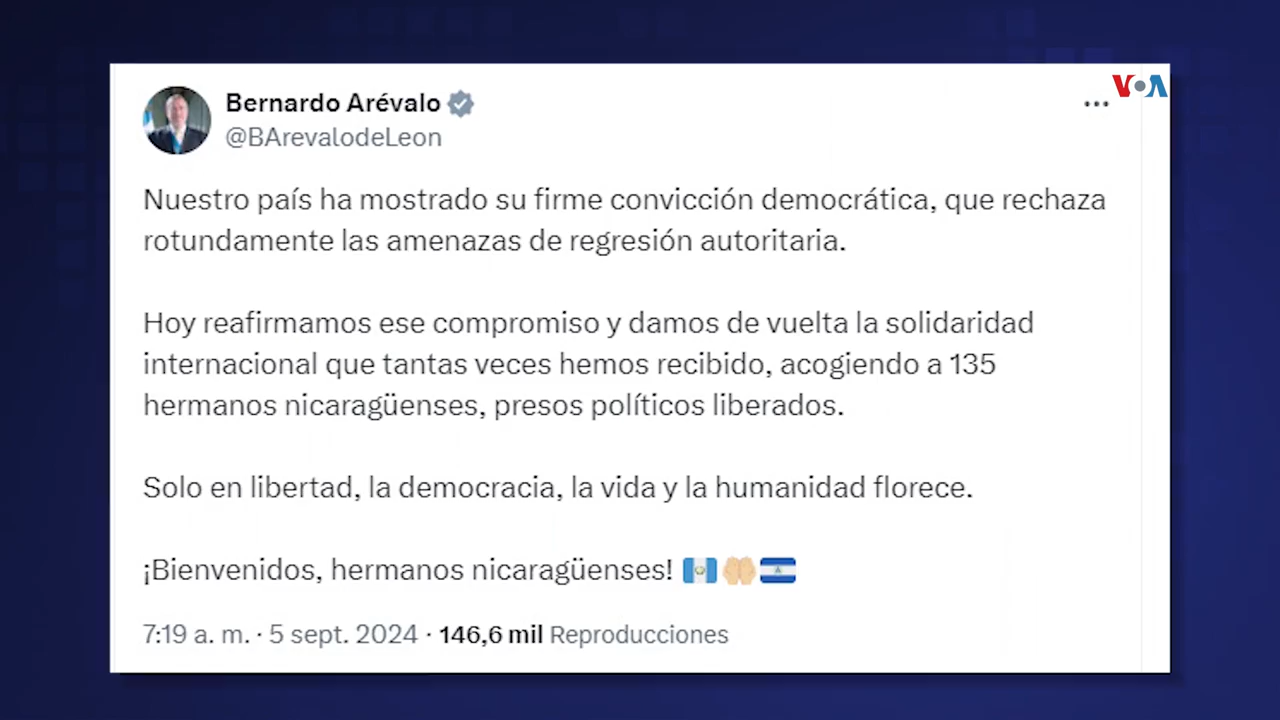 VOA
Bernardo Arévalo
@BArevalodeLeon
Nuestro país ha mostrado su firme convicción democrática, que rechaza
rotundamente las amenazas de regresión autoritaria.
Hoy reafirmamos ese compromiso y damos de vuelta la solidaridad
internacional que tantas veces hemos recibido, acogiendo a 135
hermanos nicaragüenses, presos políticos liberados.
Solo en libertad, la democracia, la vida y la humanidad florece.
¡Bienvenidos, hermanos nicaragüenses! 🇬🇹🤲🏼🇳🇮
7:19 a. m. · 5 sept. 2024 · 146,6 mil Reproducciones